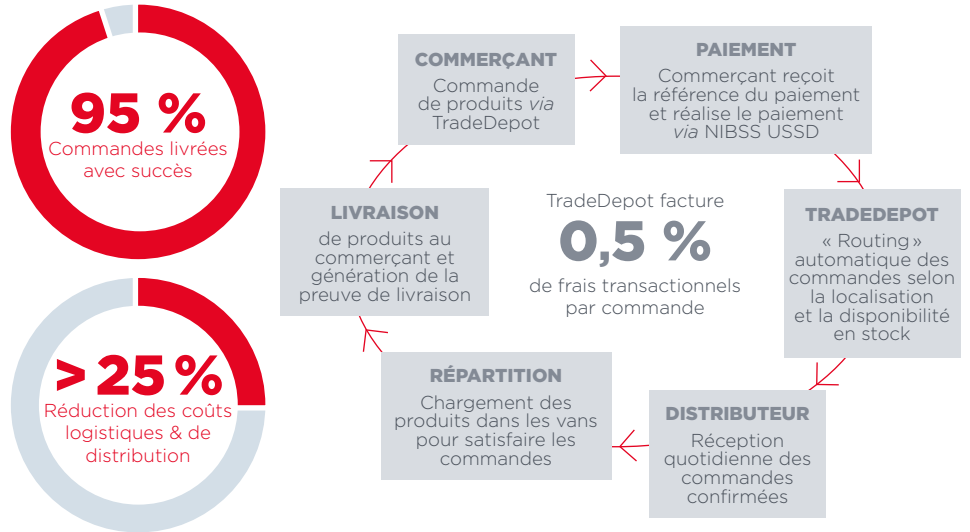 95 %
Commandes livrées
avec succès
> 25 %
Réduction des coûts
logistiques & de
distribution
COMMERÇANT
Commande
de produits via
TradeDepot
PAIEMENT
Commerçant reçoit
la référence du paiement
et réalise le paiement
via NIBSS USSD
TRADEDEPOT
« Routing »
automatique des
commandes selon
la localisation
et la disponibilité
en stock
DISTRIBUTEUR
Réception
quotidienne des
commandes
confirmées
RÉPARTITION
Chargement des
produits dans les vans
pour satisfaire les
commandes
LIVRAISON
de produits au
commerçant et
génération de la
preuve de livraison
TradeDepot facture
0,5 %
de frais transactionnels
par commande